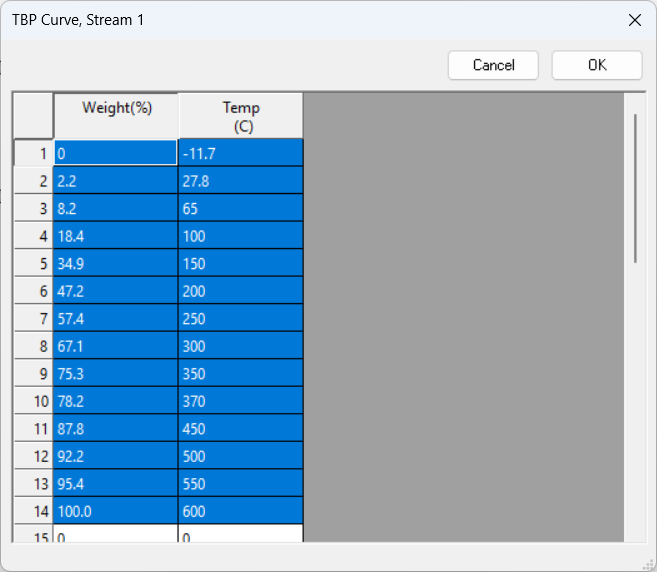 TBP Curve, Stream 1
Cancel OK
Weight(%) Temp
(C)
1 0 -11.7
2 2.2 27.8
3 8.2 65
4 18.4 100
5 34.9 150
6 47.2 200
7 57.4 250
8 67.1 300
9 75.3 350
10 78.2 370
11 87.8 450
12 92.2 500
13 95.4 550
14 100.0 600
15 0 0